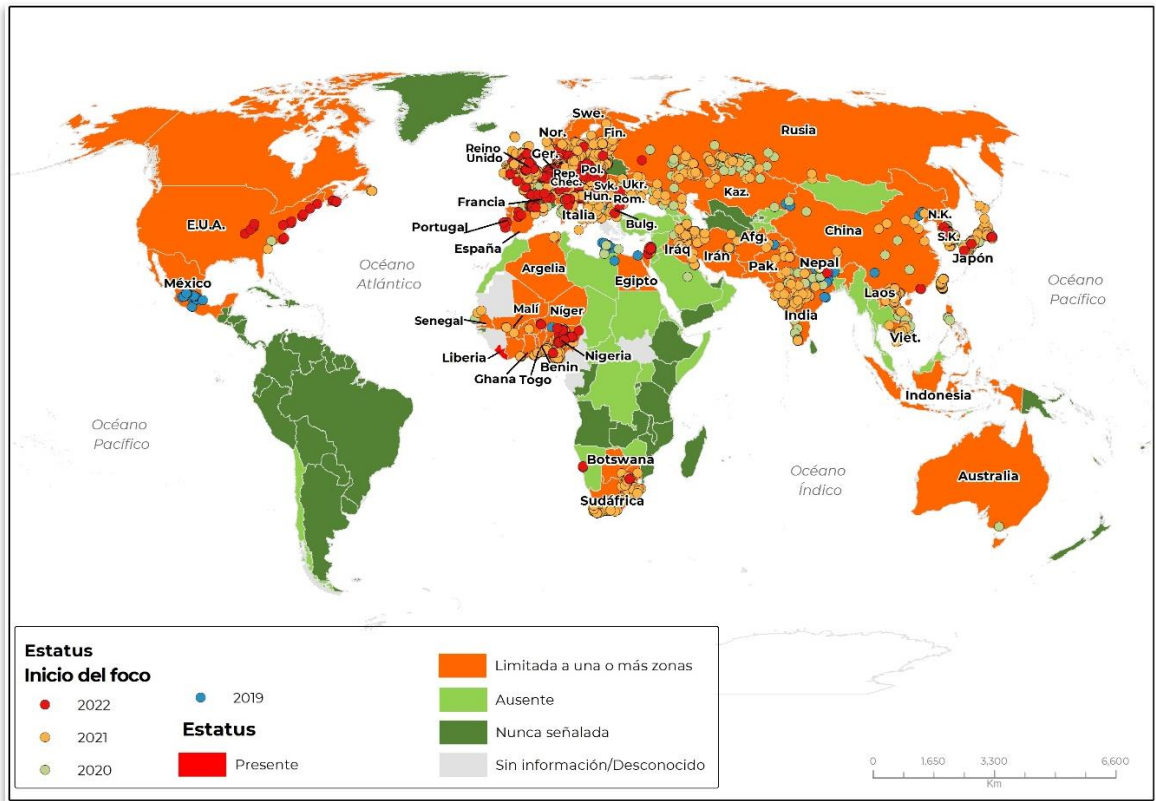 Swe.
Nor.
Fin.
Reino
Unido
Ger.
Rusia
Pol.
Rep.
Chec.
Svk.
Ukr.
Kaz.
Hun.
Rom.
Francia
Italia
Bulg.
E.U.A.
Portugal
España
N.K.
S.K.
Japón
China
Afg.
Iráq
Irán
Pak.
Nepal
Océano
Atlántico
Argelia
Egipto
México
Océano
Pacífico
Laos
India
Viet.
Malí
Níger
Senegal
Liberia
Nigeria
Benin
Ghana
Togo
Indonesia
Océano
Pacífico
Botswana
Océano
Índico
Australia
Sudáfrica
Estatus
Inicio del foco
2022
2021
2020
2019
Estatus
Presente
Limitada a una o más zonas
Ausente
Nunca señalada
Sin información/Desconocido
0
1,650
3,300
6,600
Km